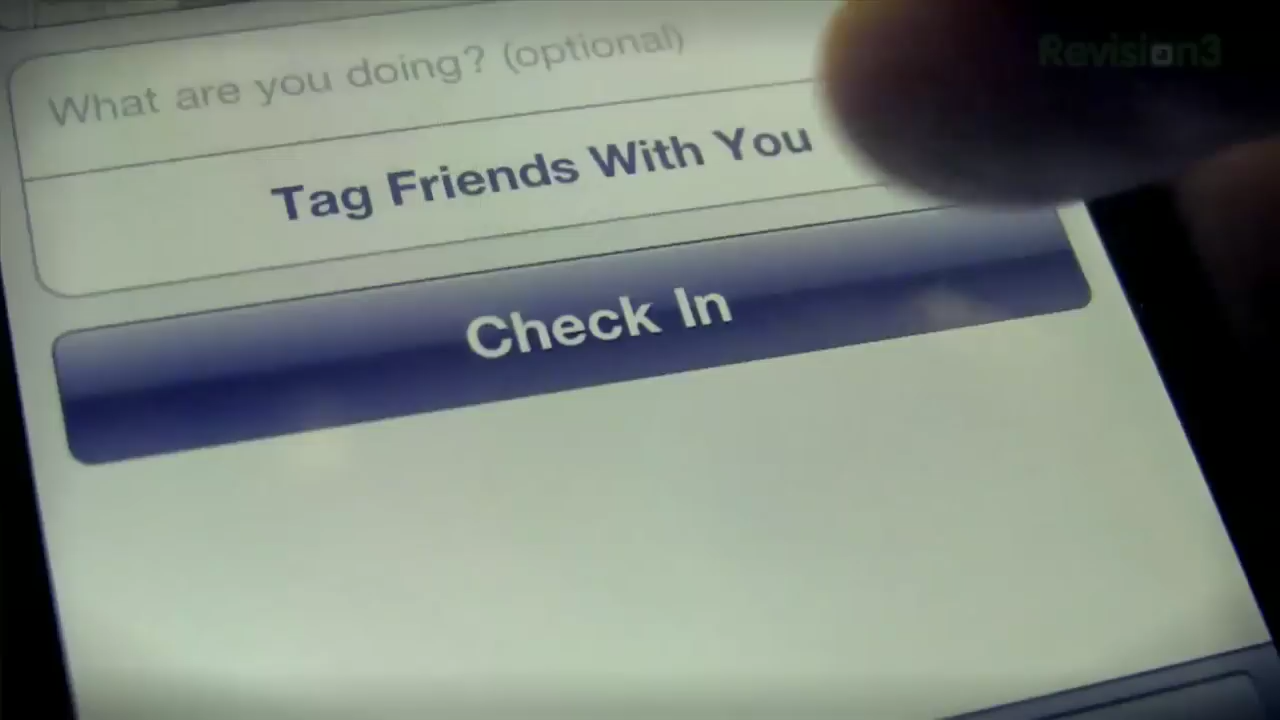 Revision3
What are you doing? (optional)
Tag Friends With You
Check In